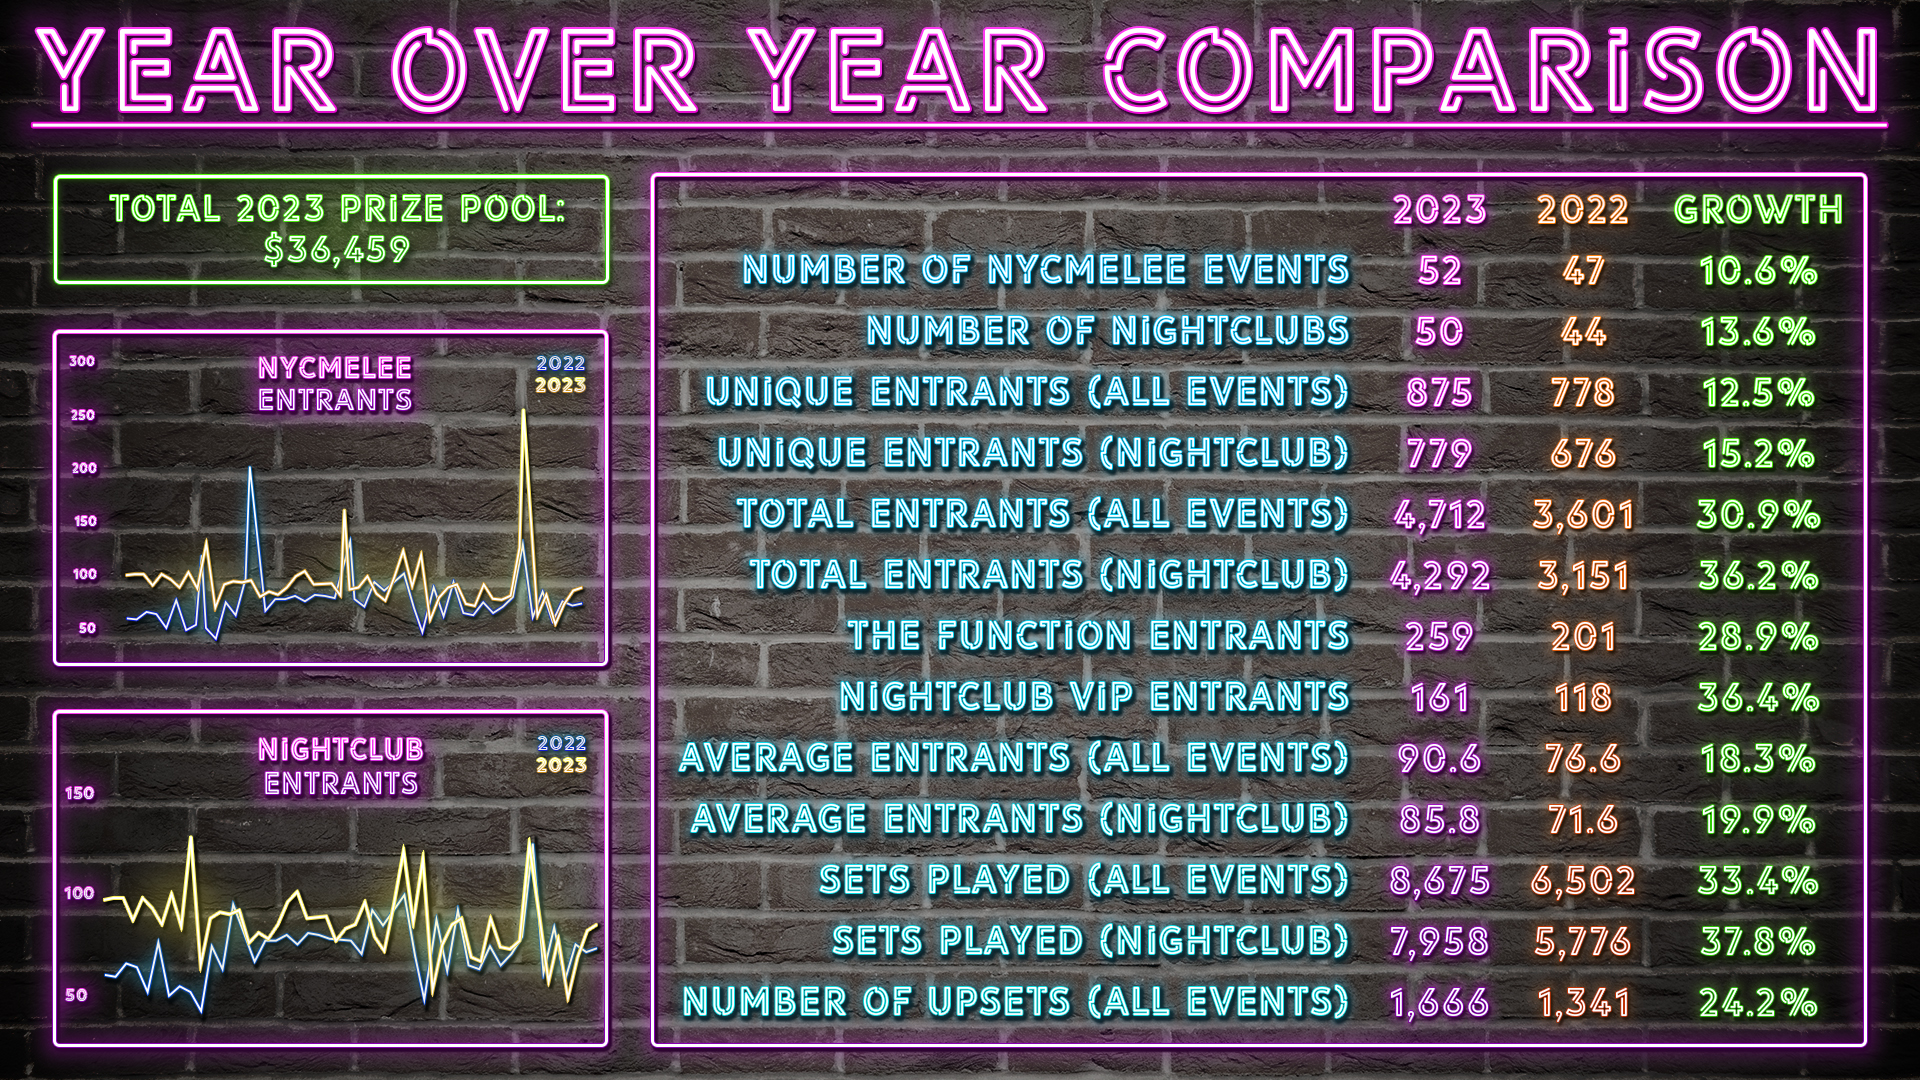 YEAR OVER YEAR COMPARISON
TOTAL 2023 PRIZE POOL:
$36,459
NYCMELEE
ENTRANTS
2022
2023
300
250
200
150
100
50
NIGHTCLUB
ENTRANTS
2022
2023
150
100
50
2023 2022 GROWTH
NUMBER OF NYCMELEE EVENTS 52 47 10.6%
NUMBER OF NIGHTCLUBS 50 44 13.6%
UNIQUE ENTRANTS (ALL EVENTS) 875 778 12.5%
UNIQUE ENTRANTS (NIGHTCLUB) 779 676 15.2%
TOTAL ENTRANTS (ALL EVENTS) 4,712 3,601 30.9%
TOTAL ENTRANTS (NIGHTCLUB) 4,292 3,151 36.2%
THE FUNCTION ENTRANTS 259 201 28.9%
NIGHTCLUB VIP ENTRANTS 161 118 36.4%
AVERAGE ENTRANTS (ALL EVENTS) 90.6 76.6 18.3%
AVERAGE ENTRANTS (NIGHTCLUB) 85.8 71.6 19.9%
SETS PLAYED (ALL EVENTS) 8,675 6,502 33.4%
SETS PLAYED (NIGHTCLUB) 7,958 5,776 37.8%
NUMBER OF UPSETS (ALL EVENTS) 1,666 1,341 24.2%